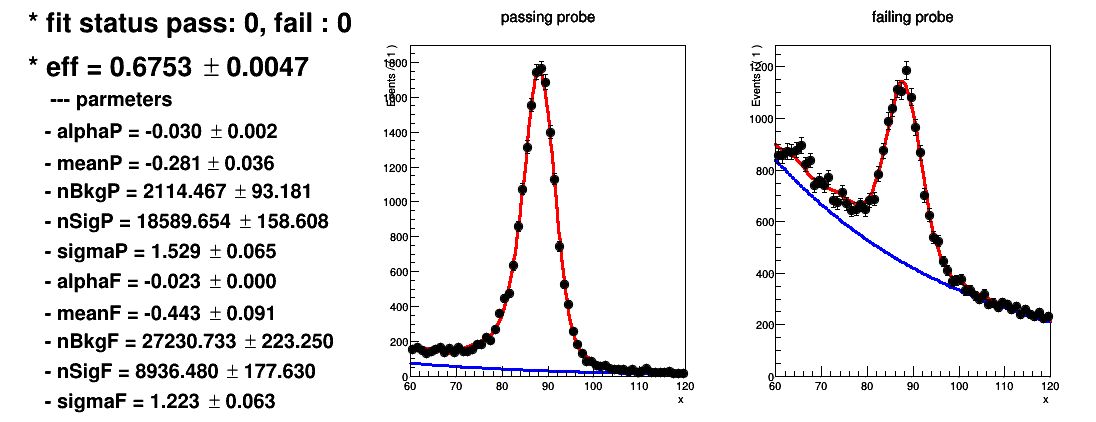 * fit status pass: 0, fail : 0
* eff = 0.6753 ± 0.0047
--- parmeters
- alphaP = -0.030 ± 0.002
- meanP = -0.281 ± 0.036
- nBkgP = 2114.467 ± 93.181
- nSigP = 18589.654 ± 158.608
- sigmaP = 1.529 ± 0.065
- alphaF = -0.023 ± 0.000
- meanF = -0.443 ± 0.091
- nBkgF = 27230.733 ± 223.250
- nSigF = 8936.480 ± 177.630
- sigmaF = 1.223 ± 0.063
passing probe
Events / ( 1 )
1800
1600
1400
1200
1000
800
600
400
200
0
60 70 80 90 100 110 120
x
failing probe
Events / ( 1 )
1200
1000
800
600
400
200
0
60 70 80 90 100 110 120
x